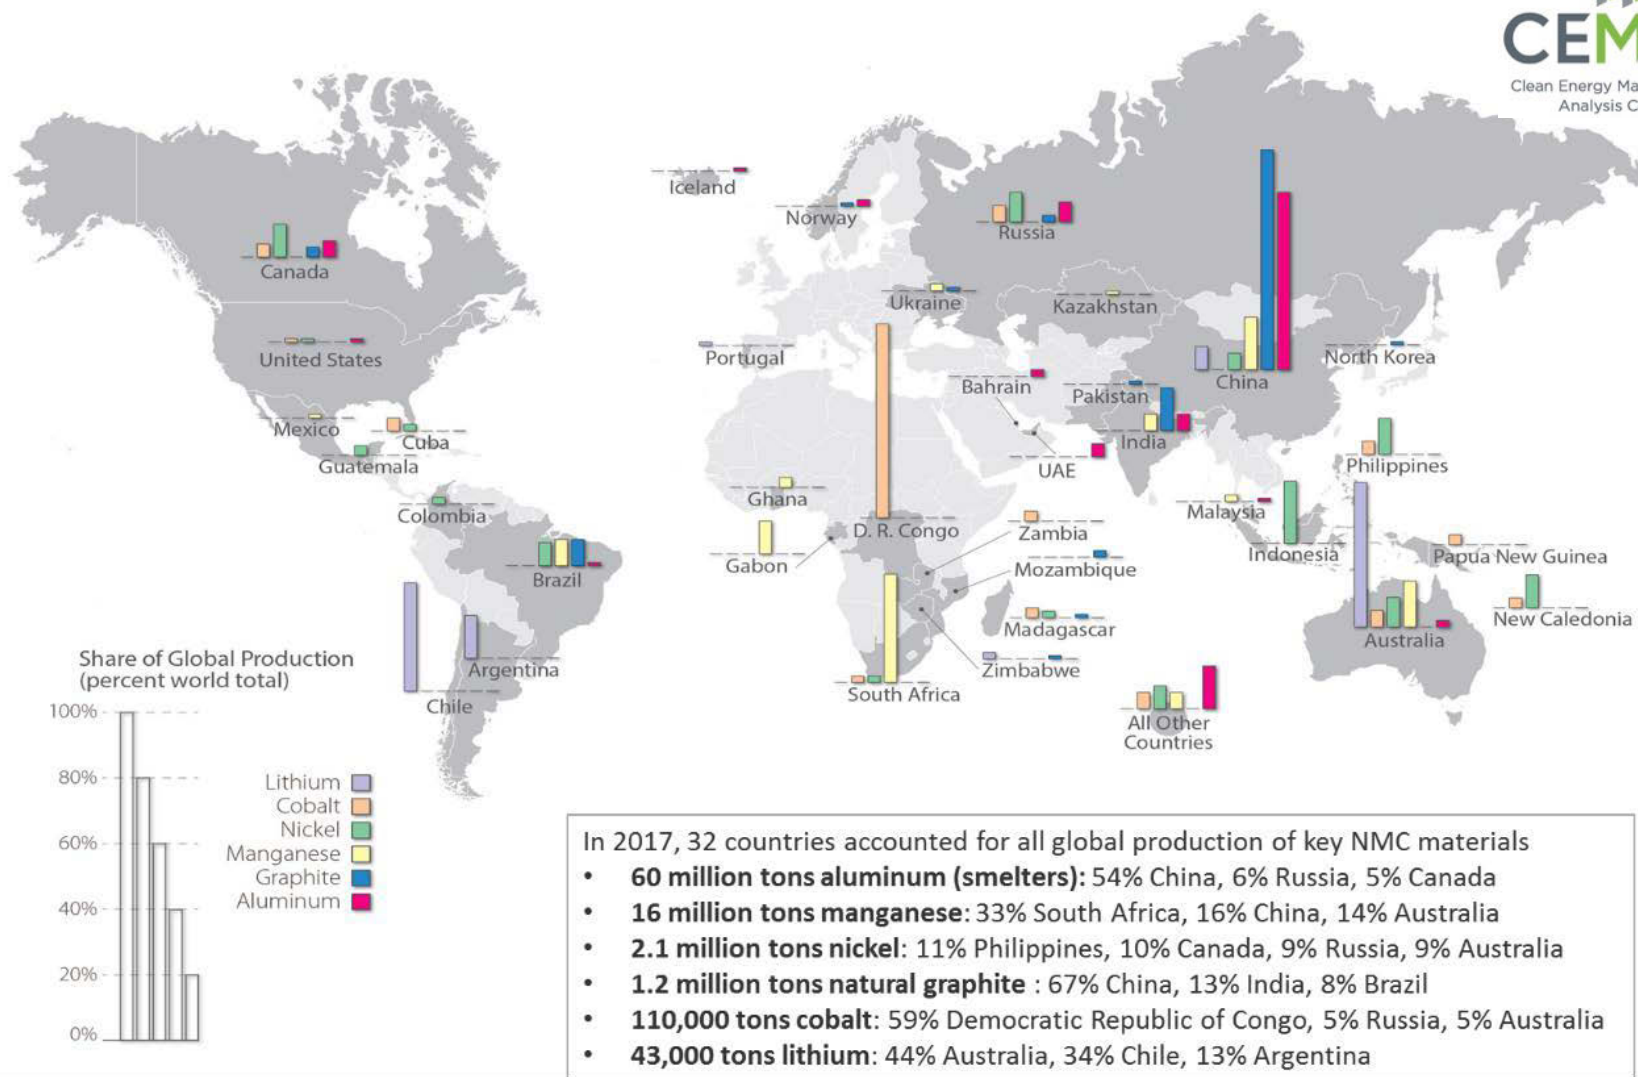 CEM
Clean Energy Ma
Analysis C
Iceland
Norway
Russia
Canada
Ukraine
Kazakhstan
United States
Portugal
Bahrain
Pakistan
China
North Korea
Mexico
Cuba
India
Guatemala
UAE
Philippines
Ghana
Colombia
Malaysia
D. R. Congo
Zambia
Indonesia
Papua New Guinea
Gabon
Mozambique
Brazil
New Caledonia
Madagascar
Australia
Argentina
Zimbabwe
South Africa
Chile
All Other
Countries
Share of Global Production
(percent world total)
100%
80%
60%
40%
20%
0%
Lithium
Cobalt
Nickel
Manganese
Graphite
Aluminum
In 2017, 32 countries accounted for all global production of key NMC materials
• 60 million tons aluminum (smelters): 54% China, 6% Russia, 5% Canada
• 16 million tons manganese: 33% South Africa, 16% China, 14% Australia
• 2.1 million tons nickel: 11% Philippines, 10% Canada, 9% Russia, 9% Australia
• 1.2 million tons natural graphite : 67% China, 13% India, 8% Brazil
• 110,000 tons cobalt: 59% Democratic Republic of Congo, 5% Russia, 5% Australia
• 43,000 tons lithium: 44% Australia, 34% Chile, 13% Argentina